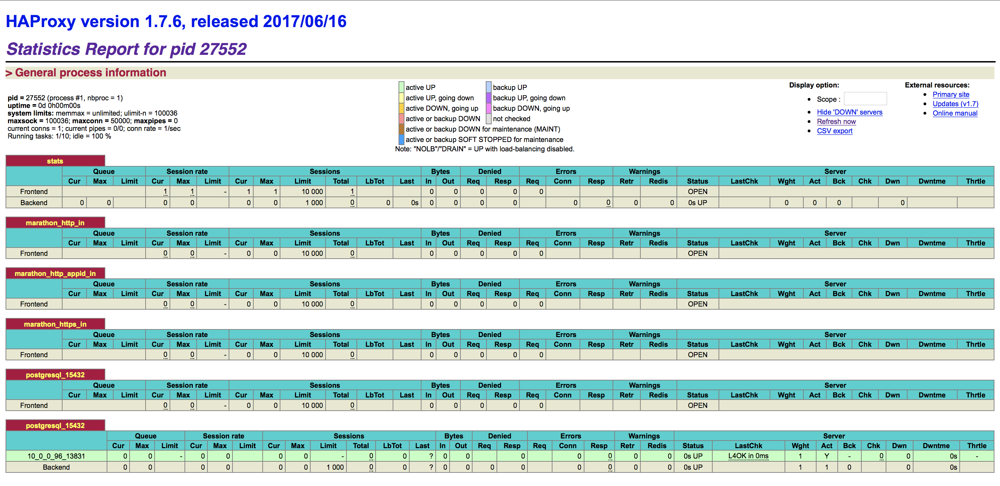 HAProxy version 1.7.6, released 2017/06/16
Statistics Report for pid 27552
> General process information
pid = 27552 (process #1, nbproc = 1)
uptime = 0d 0h00m00s
system limits: memmax = unlimited; ulimit-n = 100036
maxsock = 100036; maxconn = 50000; maxpipes = 0
current conns = 1; current pipes = 0/0; conn rate = 1/sec
Running tasks: 1/10; idle = 100 %
active UP backup UP
active UP, going down backup UP, going down
active DOWN, going up backup DOWN, going up
active or backup DOWN not checked
active or backup DOWN for maintenance (MAINT)
active or backup SOFT STOPPED for maintenance
Note: "NOLB"/"DRAIN" = UP with load-balancing disabled.
Display option:
Scope :
Hide 'DOWN' servers
Refresh now
CSV export
External resources:
Primary site
Updates (v1.7)
Online manual
stats
Queue Session rate Sessions Bytes Denied Errors Warnings Server
Cur Max Limit Cur Max Limit Cur Max Limit Total LbTot Last In Out Req Resp Req Conn Resp Retr Redis Status LastChk Wght Act Bck Chk Dwn Dwntme Thrtle
Frontend 1 1 - 1 1 10 000 1 0 0 0 0 0 OPEN
Backend 0 0 0 0 0 0 1 000 0 0 0s 0 0 0 0 0 0 0 0 0s UP 0 0 0 0
marathon_http_in
Queue Session rate Sessions Bytes Denied Errors Warnings Server
Cur Max Limit Cur Max Limit Cur Max Limit Total LbTot Last In Out Req Resp Req Conn Resp Retr Redis Status LastChk Wght Act Bck Chk Dwn Dwntme Thrtle
Frontend 0 0 - 0 0 10 000 0 0 0 0 0 0 OPEN
marathon_http_appid_in
Queue Session rate Sessions Bytes Denied Errors Warnings Server
Cur Max Limit Cur Max Limit Cur Max Limit Total LbTot Last In Out Req Resp Req Conn Resp Retr Redis Status LastChk Wght Act Bck Chk Dwn Dwntme Thrtle
Frontend 0 0 - 0 0 10 000 0 0 0 0 0 0 OPEN
marathon_https_in
Queue Session rate Sessions Bytes Denied Errors Warnings Server
Cur Max Limit Cur Max Limit Cur Max Limit Total LbTot Last In Out Req Resp Req Conn Resp Retr Redis Status LastChk Wght Act Bck Chk Dwn Dwntme Thrtle
Frontend 0 0 - 0 0 10 000 0 0 0 0 0 0 OPEN
postgresql_15432
Queue Session rate Sessions Bytes Denied Errors Warnings Server
Cur Max Limit Cur Max Limit Cur Max Limit Total LbTot Last In Out Req Resp Req Conn Resp Retr Redis Status LastChk Wght Act Bck Chk Dwn Dwntme Thrtle
Frontend 0 0 - 0 0 10 000 0 0 0 0 0 0 OPEN
postgresql_15432
Queue Session rate Sessions Bytes Denied Errors Warnings Server
Cur Max Limit Cur Max Limit Cur Max Limit Total LbTot Last In Out Req Resp Req Conn Resp Retr Redis Status LastChk Wght Act Bck Chk Dwn Dwntme Thrtle
10_0_0_96_13831 0 0 - 0 0 0 0 - 0 0 ? 0 0 0 0 0 0 0 0s UP L4OK in 0ms 1 Y - 0 0 0s -
Backend 0 0 0 0 0 0 1 000 0 0 ? 0 0 0 0 0 0 0 0 0s UP 1 1 0 0 0s